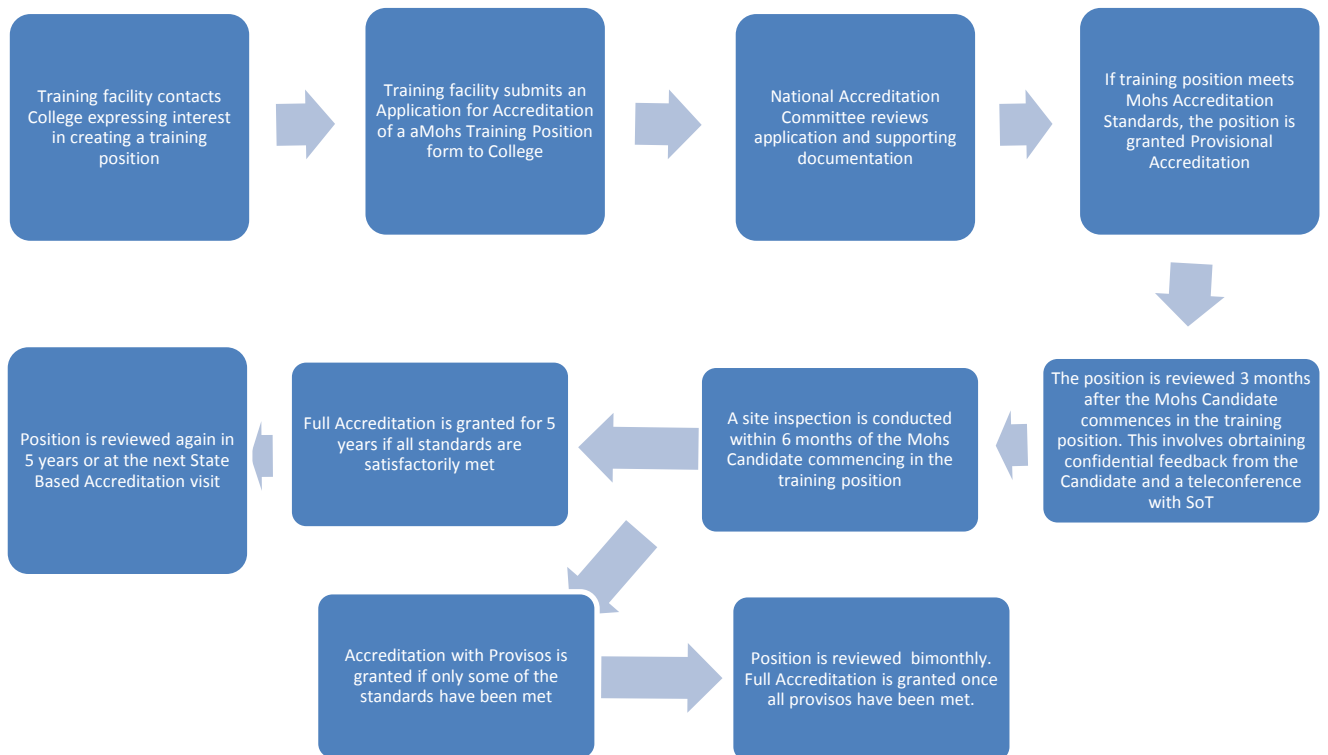 Training facility contacts
College expressing interest
in creating a training
position
Training facility submits an
Application for Accreditation
of a aMohs Training Position
form to College
National Accreditation
Committee reviews
application and supporting
documentation
If training position meets
Mohs Accreditation
Standards, the position is
granted Provisional
Accreditation
The position is reviewed 3 months
after the Mohs Candidate
commences in the training
position. This involves obrtaining
confidential feedback from the
Candidate and a teleconference
with SoT
A site inspection is conducted
within 6 months of the Mohs
Candidate commencing in the
training position
Full Accreditation is granted for 5
years if all standards are
satisfactorily met
Position is reviewed again in
5 years or at the next State
Based Accreditation visit
Accreditation with Provisos is
granted if only some of the
standards have been met
Position is reviewed bimonthly.
Full Accreditation is granted once
all provisos have been met.